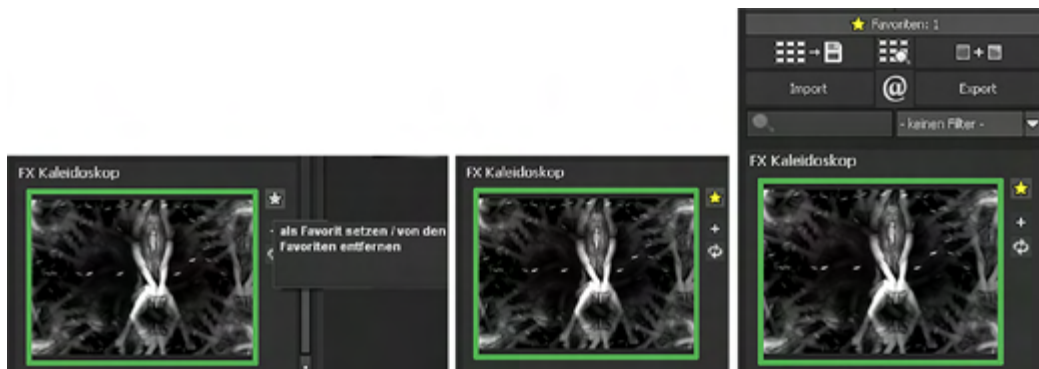 FX Kaleidoskop
als Favorit setzen / von den
Favoriten entfernen
FX Kaleidoskop
Favoriten: 1
Import
@
Export
- keinen Filter -
FX Kaleidoskop